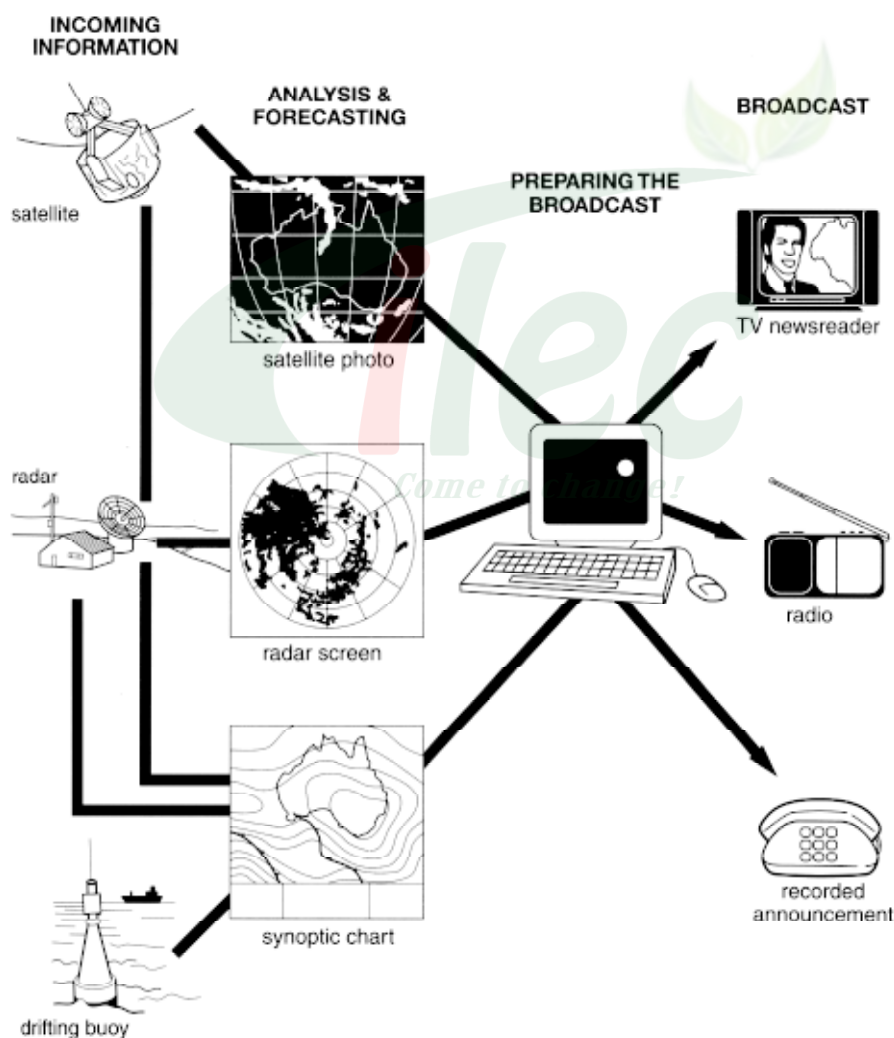 INCOMING
INFORMATION
ANALYSIS &
FORECASTING
BROADCAST
PREPARING THE
BROADCAST
satellite
TV newsreader
satellite photo
ilec
Come to change!
radar
radio
radar screen
recorded
announcement
synoptic chart
drifting buoy